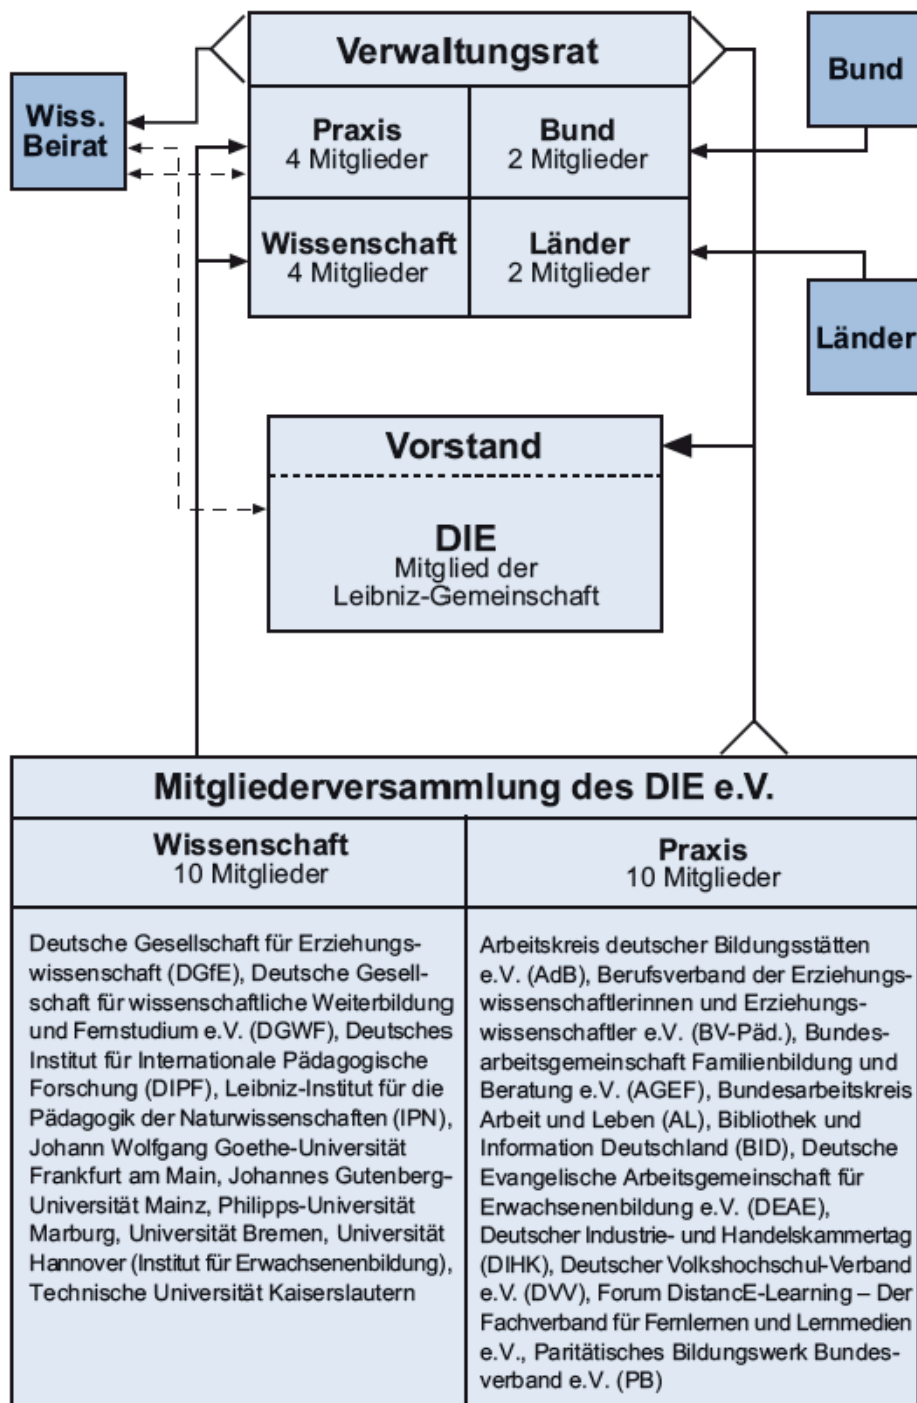 Verwaltungsrat
Bund
Wiss.
Beirat
Praxis
4 Mitglieder
Bund
2 Mitglieder
Wissenschaft
4 Mitglieder
Länder
2 Mitglieder
Länder
Vorstand
DIE
Mitglied der
Leibniz-Gemeinschaft
Mitgliederversammlung des DIE e.V.
Wissenschaft
10 Mitglieder
Praxis
10 Mitglieder
Deutsche Gesellschaft für Erziehungs-
wissenschaft (DGfE), Deutsche Gesell-
schaft für wissenschaftliche Weiterbildung
und Fernstudium e.V. (DGWF), Deutsches
Institut für Internationale Pädagogische
Forschung (DIPF), Leibniz-Institut für die
Pädagogik der Naturwissenschaften (IPN),
Johann Wolfgang Goethe-Universität
Frankfurt am Main, Johannes Gutenberg-
Universität Mainz, Philipps-Universität
Marburg, Universität Bremen, Universität
Hannover (Institut für Erwachsenenbildung),
Technische Universität Kaiserslautern
Arbeitskreis deutscher Bildungsstätten
e.V. (AdB), Berufsverband der Erziehungs-
wissenschaftlerinnen und Erziehungs-
wissenschaftler e.V. (BV-Päd.), Bundes-
arbeitsgemeinschaft Familienbildung und
Beratung e.V. (AGEF), Bundesarbeitskreis
Arbeit und Leben (AL), Bibliothek und
Information Deutschland (BID), Deutsche
Evangelische Arbeitsgemeinschaft für
Erwachsenenbildung e.V. (DEAE),
Deutscher Industrie- und Handelskammertag
(DIHK), Deutscher Volkshochschul-Verband
e.V. (DVV), Forum DistancE-Learning – Der
Fachverband für Fernlernen und Lernmedien
e.V., Paritätisches Bildungswerk Bundes-
verband e.V. (PB)